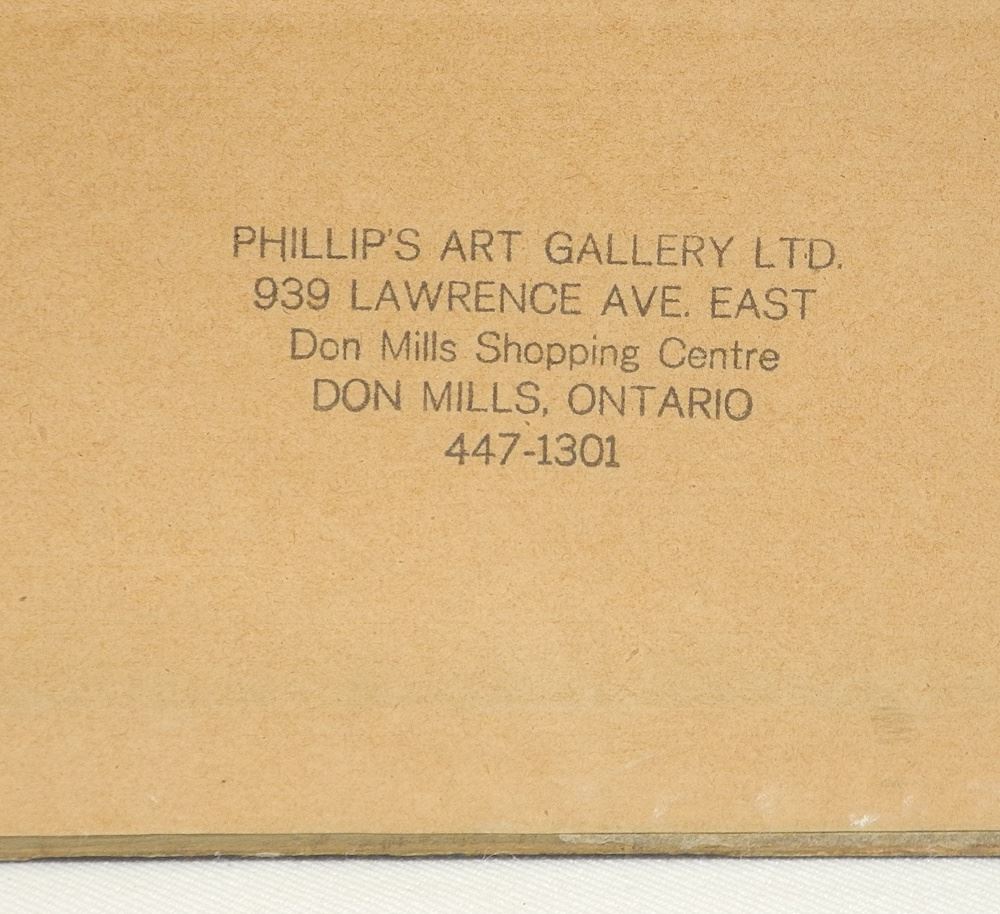 PHILLIP'S ART GALLERY LTD.
939 LAWRENCE AVE. EAST
Don Mills Shopping Centre
DON MILLS, ONTARIO
447-1301